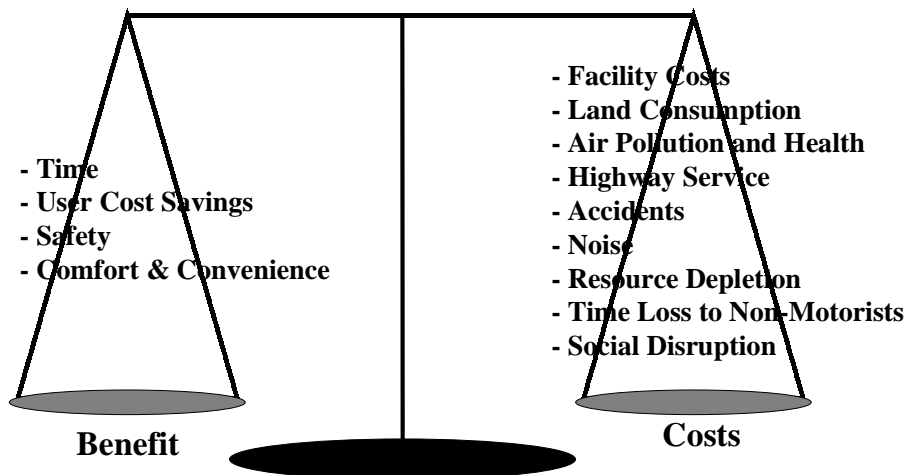 - Time
- User Cost Savings
- Safety
- Comfort & Convenience
Benefit
- Facility Costs
- Land Consumption
- Air Pollution and Health
- Highway Service
- Accidents
- Noise
- Resource Depletion
- Time Loss to Non-Motorists
- Social Disruption
Costs